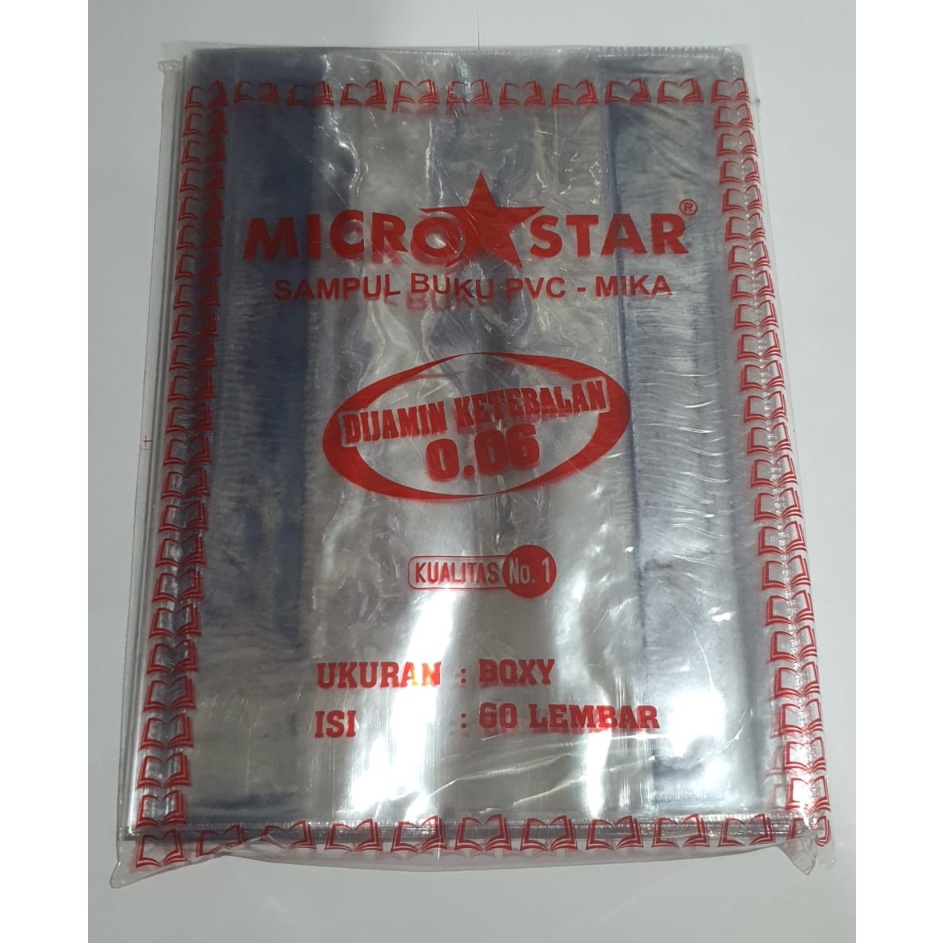 MICRO STAR ®
SAMPUL BUKU PVC - MIKA
DIJAMIN KETEBALAN
0.06
KUALITAS No. 1
UKURAN : BOXY
ISI : 60 LEMBAR